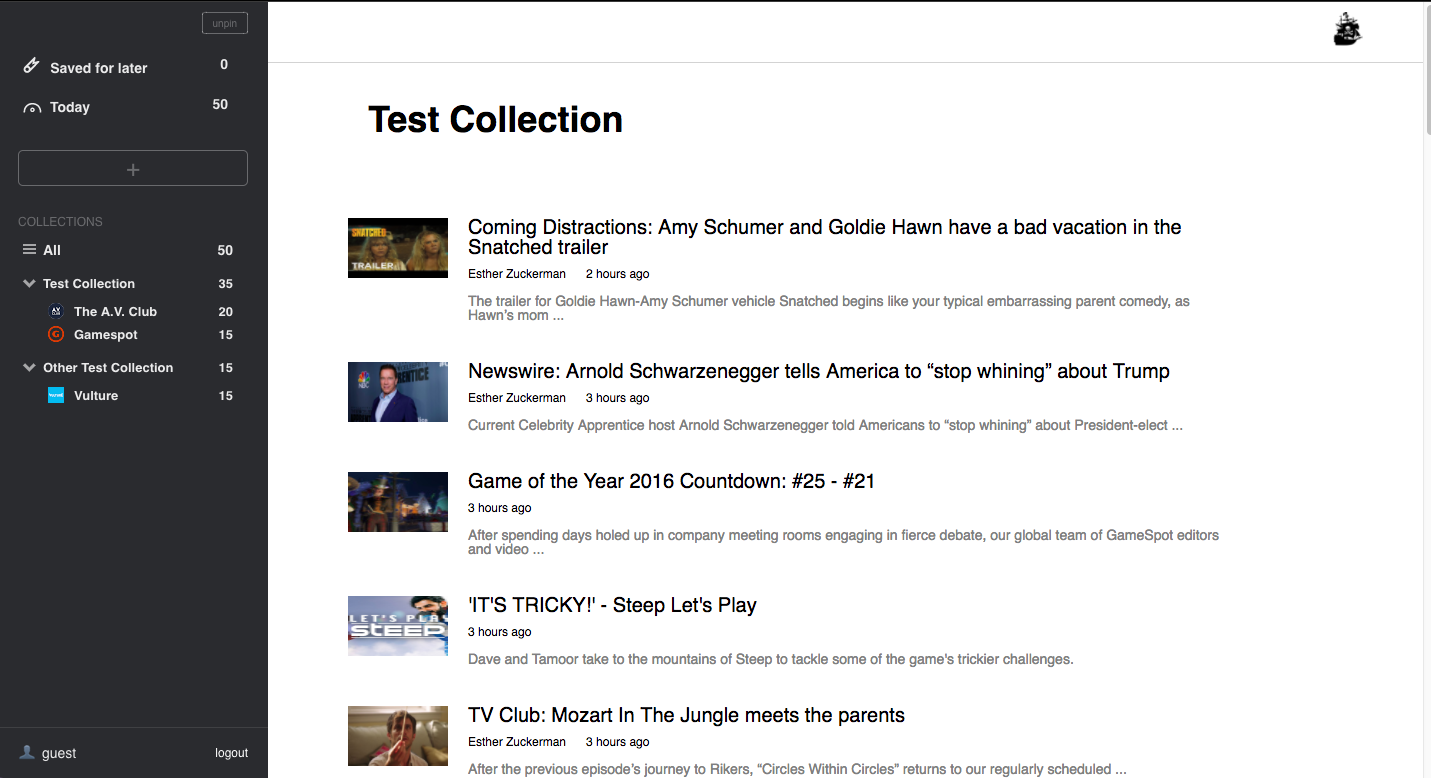 unpin
Saved for later 0
Today 50
+
COLLECTIONS
All 50
Test Collection 35
The A.V. Club 20
Gamespot 15
Other Test Collection 15
Vulture 15
guest logout
Test Collection
SNATCHED
TRAILER
Coming Distractions: Amy Schumer and Goldie Hawn have a bad vacation in the
Snatched trailer
Esther Zuckerman 2 hours ago
The trailer for Goldie Hawn-Amy Schumer vehicle Snatched begins like your typical embarrassing parent comedy, as
Hawn’s mom ...
NBC
Newswire: Arnold Schwarzenegger tells America to “stop whining” about Trump
Esther Zuckerman 3 hours ago
Current Celebrity Apprentice host Arnold Schwarzenegger told Americans to “stop whining” about President-elect ...
Game of the Year 2016 Countdown: #25 - #21
3 hours ago
After spending days holed up in company meeting rooms engaging in fierce debate, our global team of GameSpot editors
and video ...
LET'S PLAY
STEEP
'IT'S TRICKY!' - Steep Let's Play
3 hours ago
Dave and Tamoor take to the mountains of Steep to tackle some of the game's trickier challenges.
TV Club: Mozart In The Jungle meets the parents
Esther Zuckerman 3 hours ago
After the previous episode’s journey to Rikers, “Circles Within Circles” returns to our regularly scheduled ...